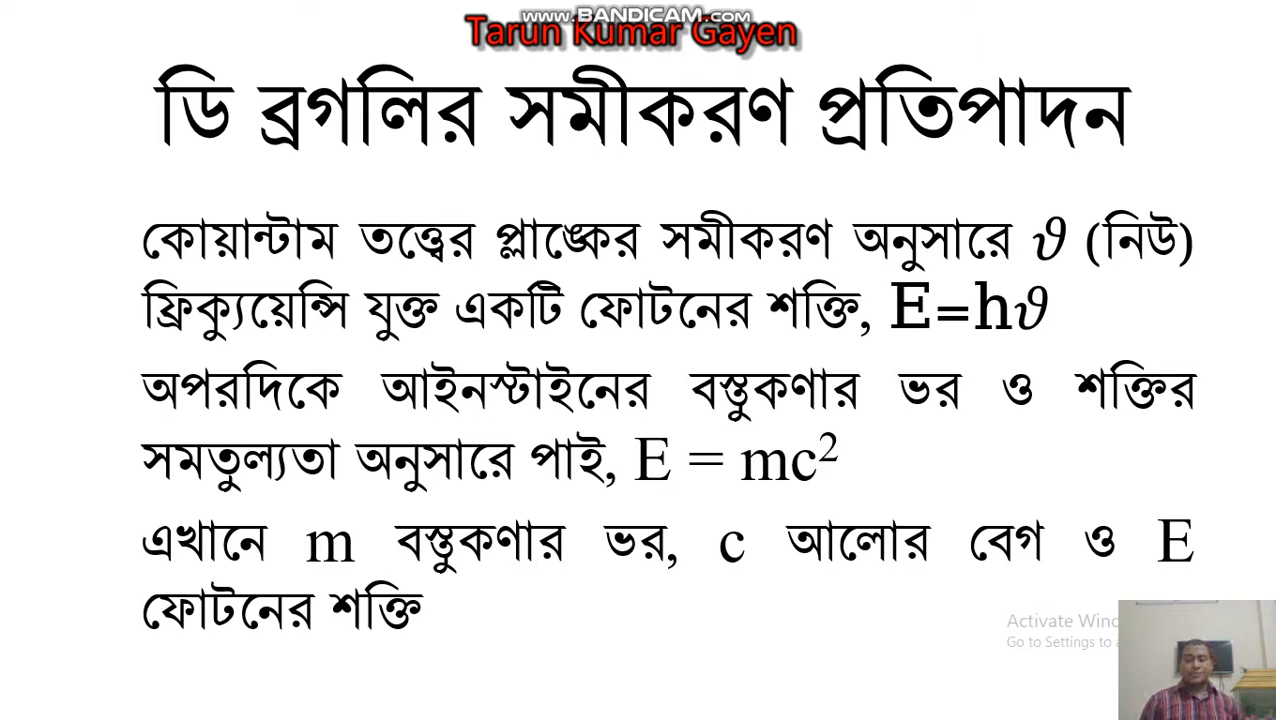 www.BANDICAM.com
Tarun Kumar Gayen
ডি ব্রগলির সমীকরণ প্রতিপাদন
কোয়ান্টাম তত্ত্বের প্লাঙ্কের সমীকরণ অনুসারে 𝜗 (নিউ)
ফ্রিকুয়েন্সি যুক্ত একটি ফোটনের শক্তি, E=h𝜗
অপরদিকে আইনস্টাইনের বস্তুকণার ভর ও শক্তির
সমতুল্যতা অনুসারে পাই, E = mc²
এখানে m বস্তুকণার ভর, c আলোর বেগ ও E
ফোটনের শক্তি
Activate Win
Go to Settings to